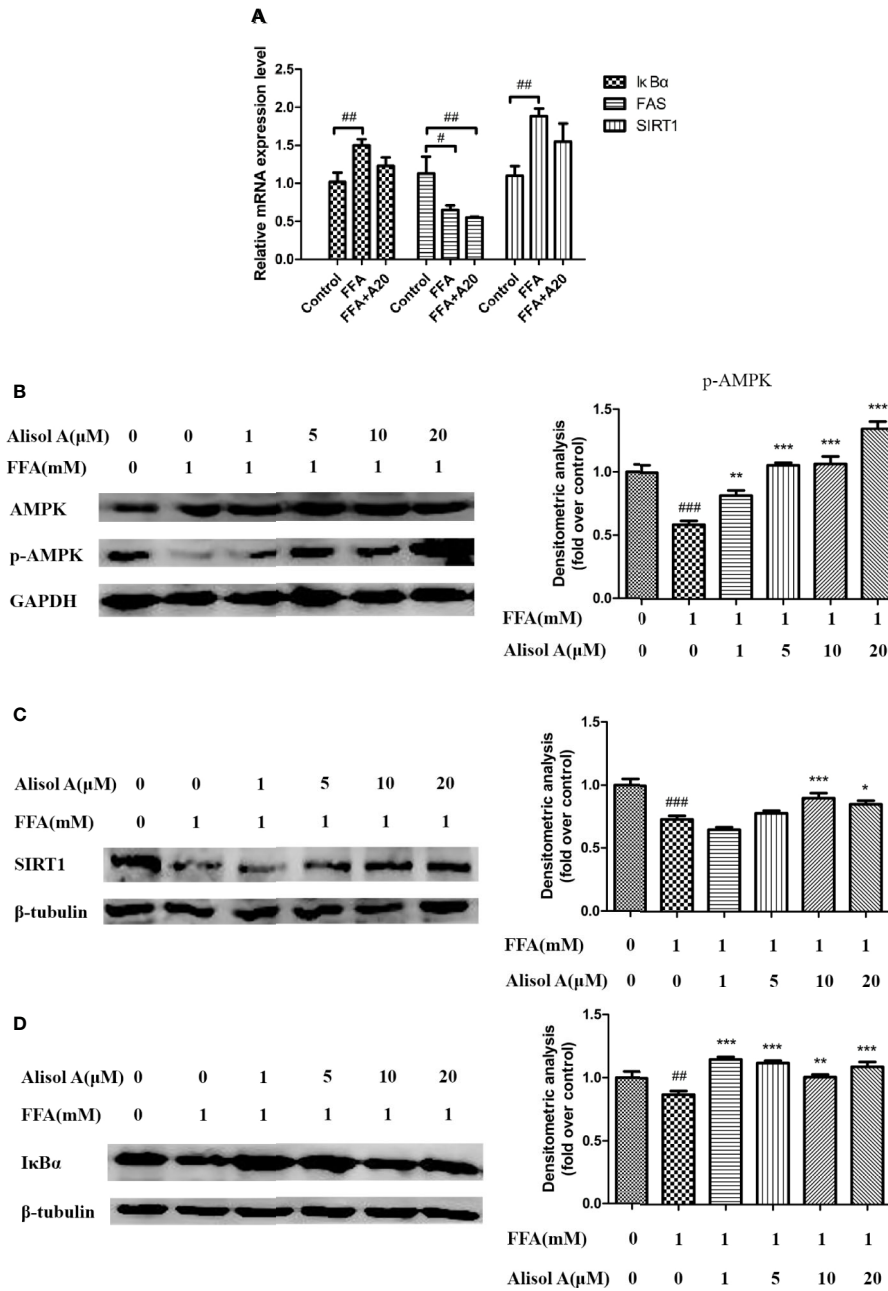 A
Relative mRNA expression level
2.5
2.0
1.5
1.0
0.5
0.0
##
#
##
##
IκBα
FAS
SIRT1
Control
FFA
FFA+A20
Control
FFA
FFA+A20
Control
FFA
FFA+A20
B
Alisol A(μM) 0 0 1 5 10 20
FFA(mM) 0 1 1 1 1 1
AMPK
p-AMPK
GAPDH
p-AMPK
Densitometric analysis
(fold over control)
1.5
1.0
0.5
0.0
### ** *** *** ***
FFA(mM) 0 1 1 1 1 1
Alisol A(μM) 0 0 1 5 10 20
C
Alisol A(μM) 0 0 1 5 10 20
FFA(mM) 0 1 1 1 1 1
SIRT1
β-tubulin
Densitometric analysis
(fold over control)
1.5
1.0
0.5
0.0
### *** *
FFA(mM) 0 1 1 1 1 1
Alisol A(μM) 0 0 1 5 10 20
D
Alisol A(μM) 0 0 1 5 10 20
FFA(mM) 0 1 1 1 1 1
IκBα
β-tubulin
Densitometric analysis
(fold over control)
1.5
1.0
0.5
0.0
## *** *** ** ***
FFA(mM) 0 1 1 1 1 1
Alisol A(μM) 0 0 1 5 10 20